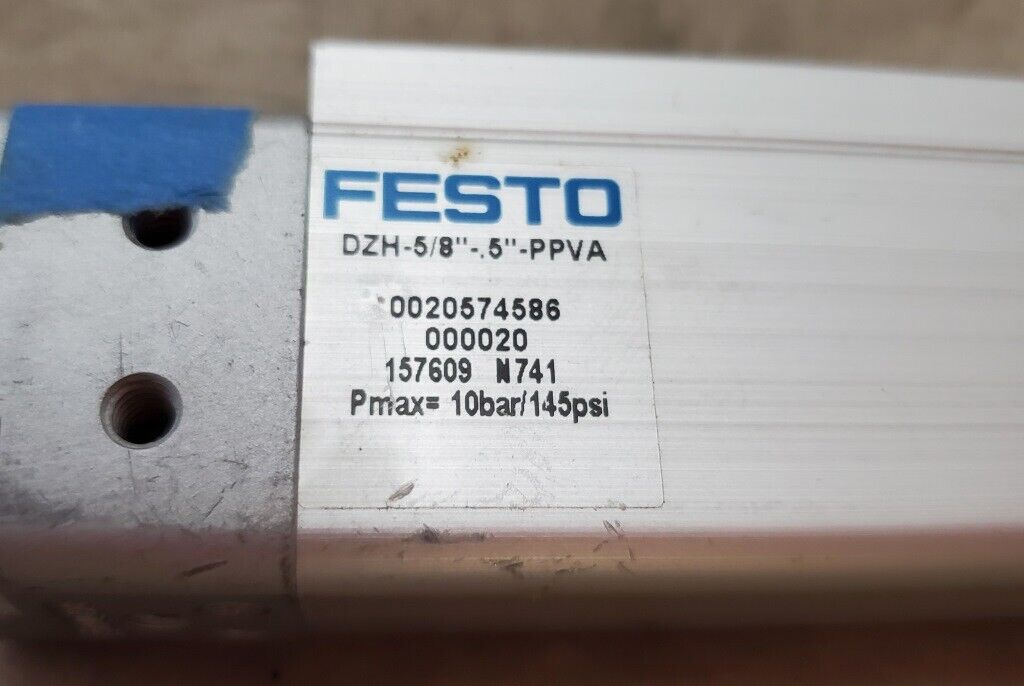 FESTO
DZH-5/8"-.5"-PPVA
0020574586
000020
157609 N741
Pmax= 10bar/145psi